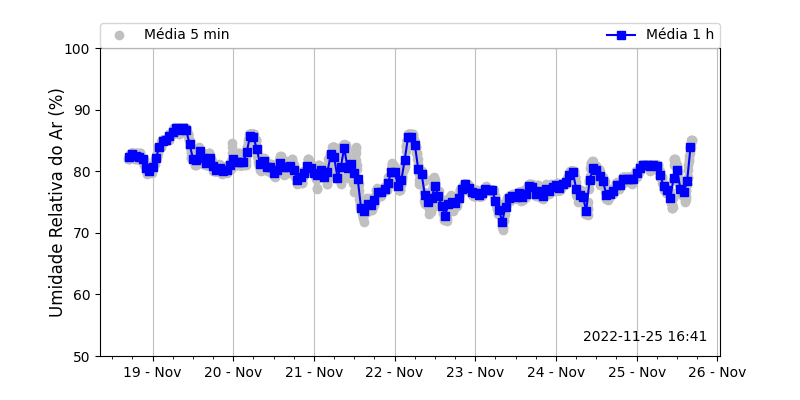 Média 5 min Média 1 h
100
90
80
70
60
50
Umidade Relativa do Ar (%)
2022-11-25 16:41
19 - Nov 20 - Nov 21 - Nov 22 - Nov 23 - Nov 24 - Nov 25 - Nov 26 - Nov